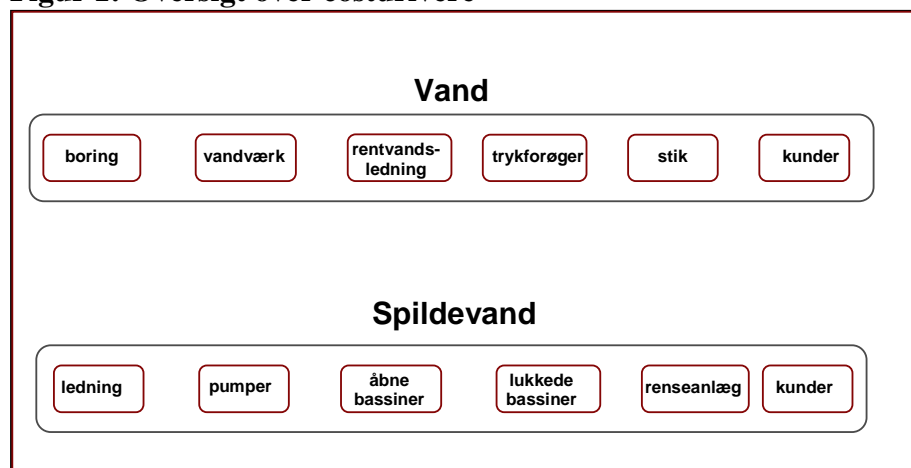 Vand
boring
vandværk
rentvands-
ledning
trykforøger
stik
kunder
Spildevand
ledning
pumper
åbne
bassiner
lukkede
bassiner
renseanlæg
kunder